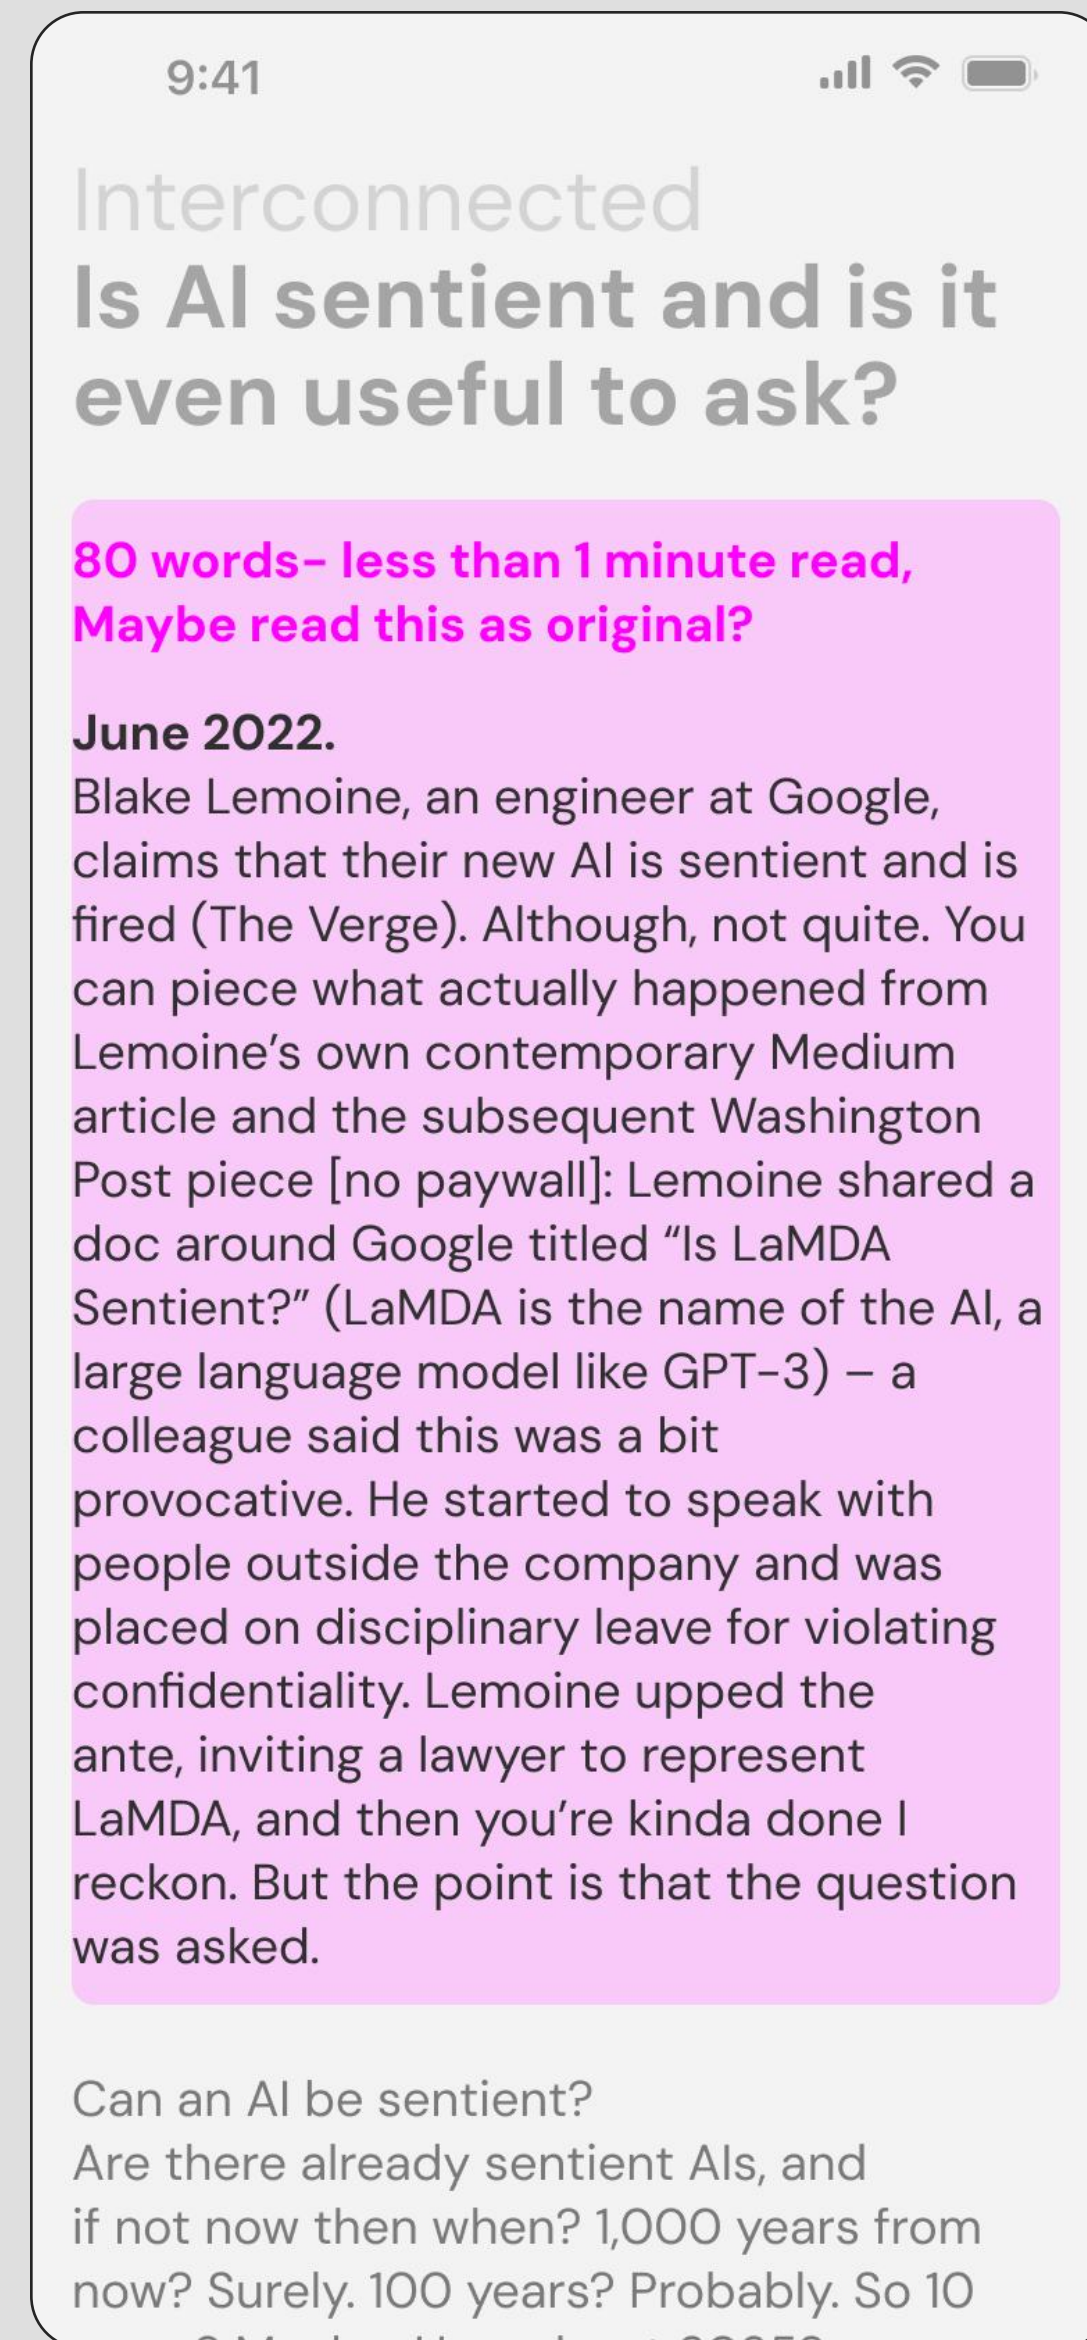 9:41
Interconnected
Is AI sentient and is it
even useful to ask?
80 words- less than 1 minute read,
Maybe read this as original?
June 2022.
Blake Lemoine, an engineer at Google,
claims that their new AI is sentient and is
fired (The Verge). Although, not quite. You
can piece what actually happened from
Lemoine’s own contemporary Medium
article and the subsequent Washington
Post piece [no paywall]: Lemoine shared a
doc around Google titled “Is LaMDA
Sentient?” (LaMDA is the name of the AI, a
large language model like GPT-3) – a
colleague said this was a bit
provocative. He started to speak with
people outside the company and was
placed on disciplinary leave for violating
confidentiality. Lemoine upped the
ante, inviting a lawyer to represent
LaMDA, and then you’re kinda done I
reckon. But the point is that the question
was asked.
Can an AI be sentient?
Are there already sentient AIs, and
if not now then when? 1,000 years from
now? Surely. 100 years? Probably. So 10